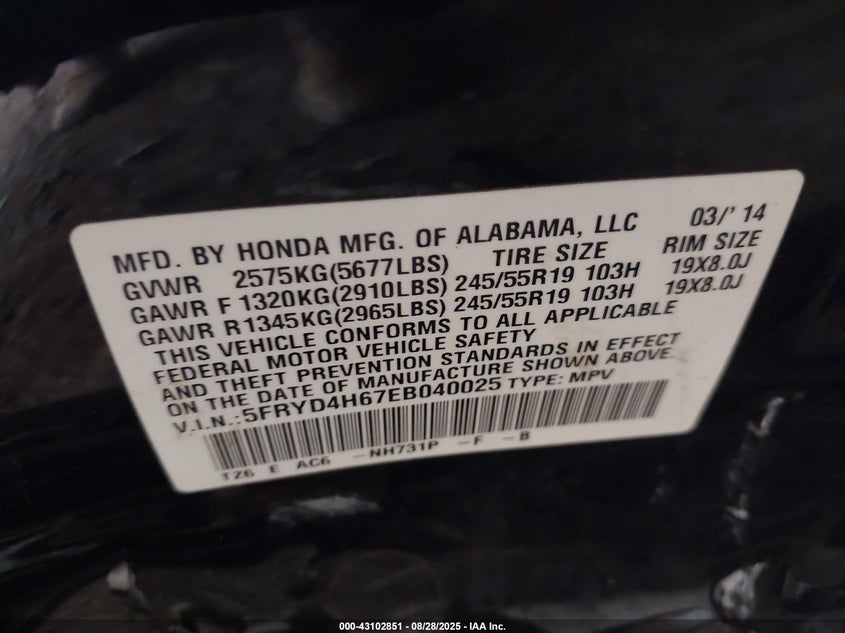 MFD. BY HONDA MFG. OF ALABAMA, LLC 03/' 14
GVWR 2575KG(5677LBS) TIRE SIZE RIM SIZE
GAWR F 1320KG(2910LBS) 245/55R19 103H 19X8.0J
GAWR R 1345KG(2965LBS) 245/55R19 103H 19X8.0J
THIS VEHICLE CONFORMS TO ALL APPLICABLE
FEDERAL MOTOR VEHICLE SAFETY
AND THEFT PREVENTION STANDARDS IN EFFECT
ON THE DATE OF MANUFACTURE SHOWN ABOVE.
V.I.N.:5FRYD4H67EB040025 TYPE: MPV
TZ6 E AC6 -NH731P -F -B
000-43102851 - 08/28/2025 - IAA Inc.